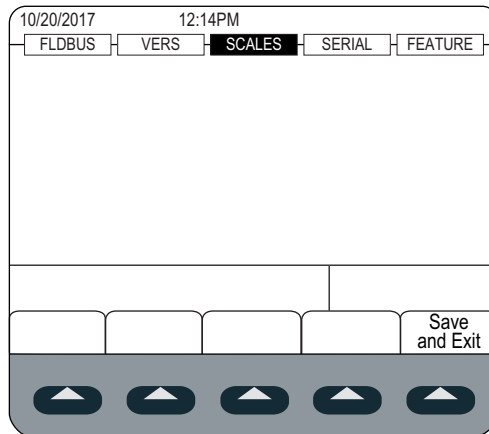 10/20/2017 12:14PM
FLDBUS VERS SCALES SERIAL FEATURE
Save
and Exit